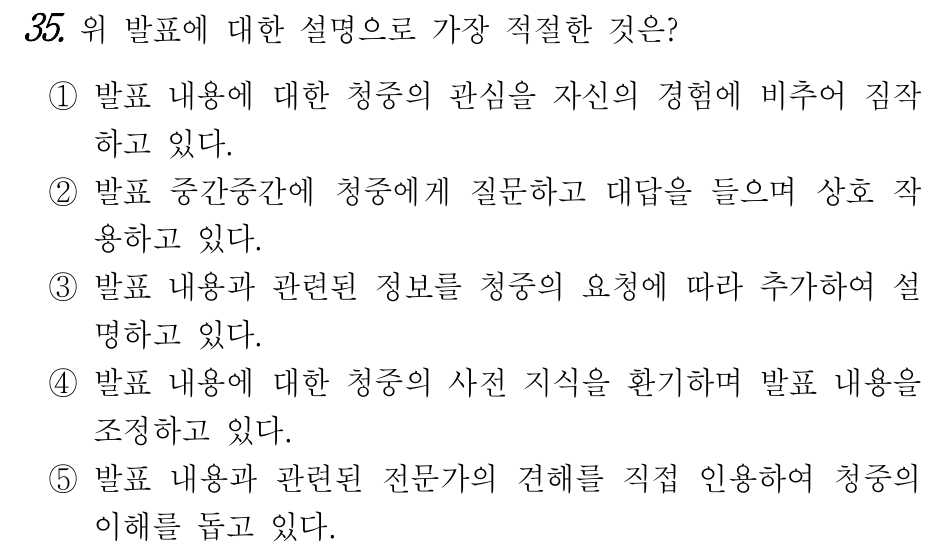 35. 위 발표에 대한 설명으로 가장 적절한 것은?
① 발표 내용에 대한 청중의 관심을 자신의 경험에 비추어 짐작
하고 있다.
② 발표 중간중간에 청중에게 질문하고 대답을 들으며 상호 작
용하고 있다.
③ 발표 내용과 관련된 정보를 청중의 요청에 따라 추가하여 설
명하고 있다.
④ 발표 내용에 대한 청중의 사전 지식을 환기하며 발표 내용을
조정하고 있다.
⑤ 발표 내용과 관련된 전문가의 견해를 직접 인용하여 청중의
이해를 돕고 있다.